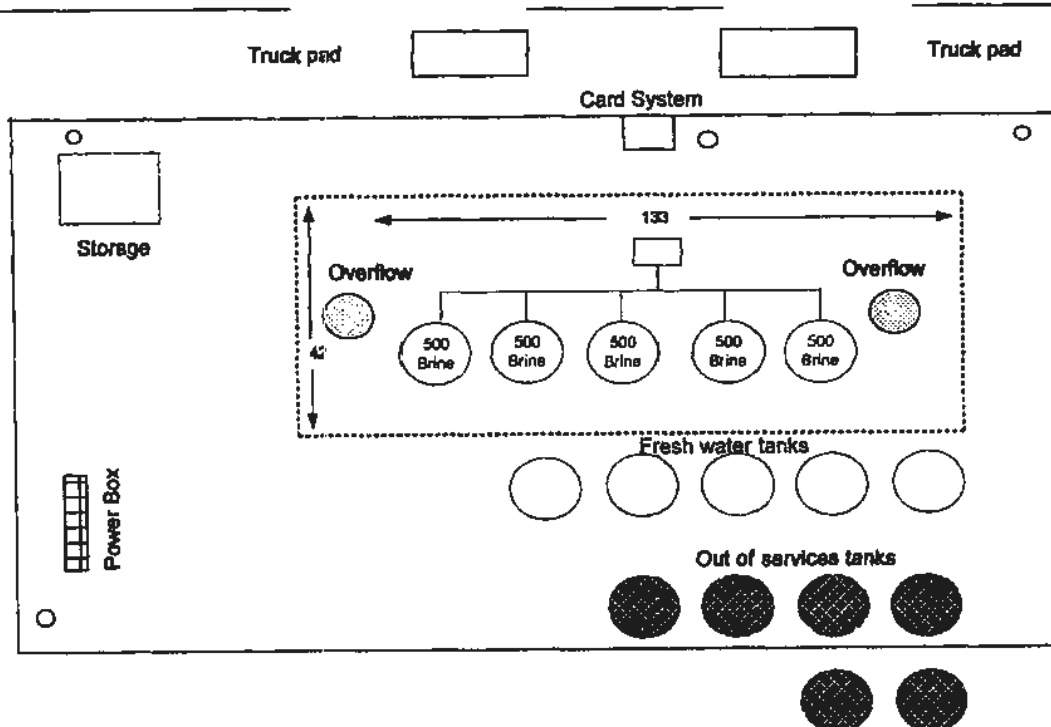 Truck pad
Truck pad
Card System
133
Storage
Overflow
Overflow
42
500
Brine
500
Brine
500
Brine
500
Brine
500
Brine
Fresh water tanks
Power Box
Out of services tanks